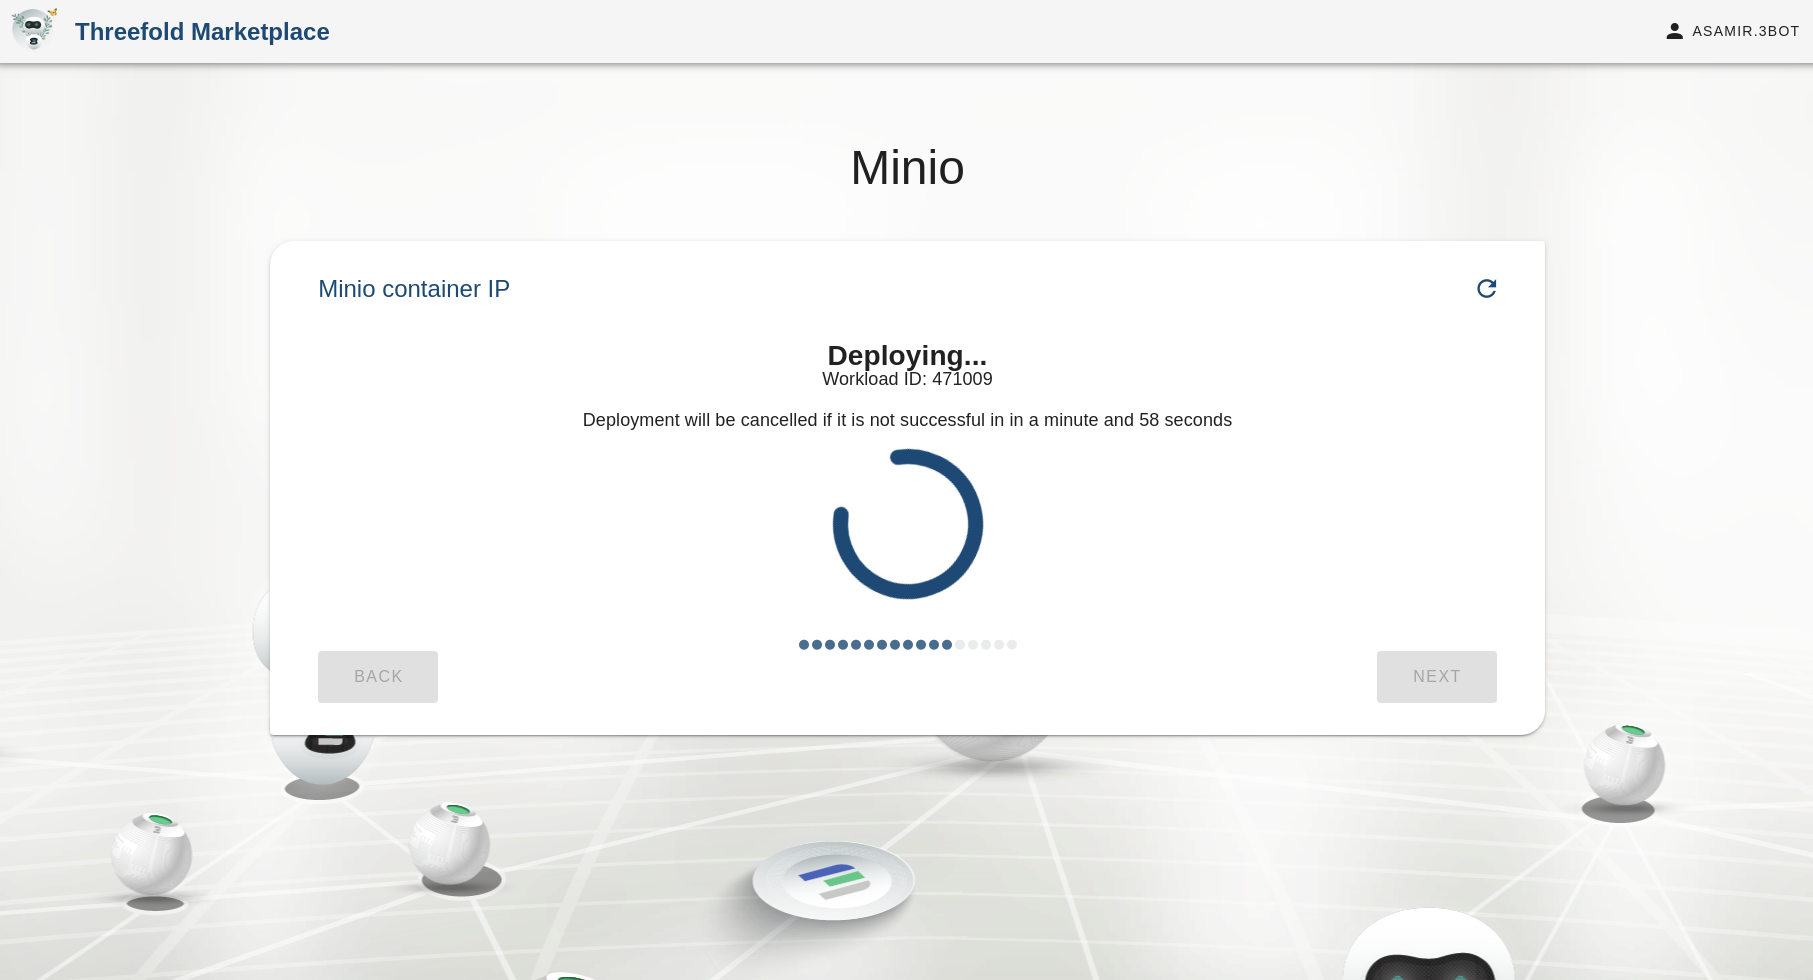 Threefold Marketplace
ASAMIR.3BOT
Minio
Minio container IP
Deploying...
Workload ID: 471009
Deployment will be cancelled if it is not successful in in a minute and 58 seconds
BACK
NEXT